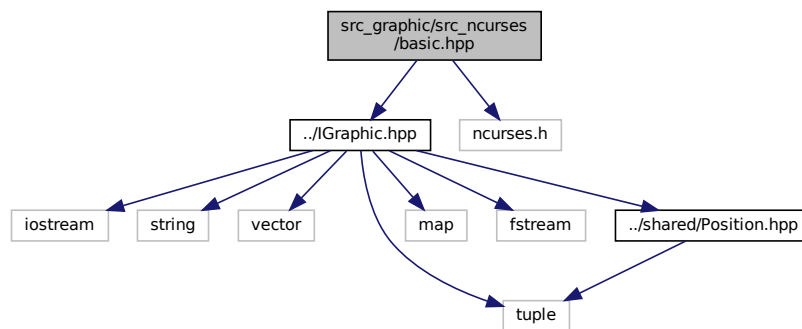 src_graphic/src_ncurses
/basic.hpp
../IGraphic.hpp
ncurses.h
iostream
string
vector
map
fstream
../shared/Position.hpp
tuple